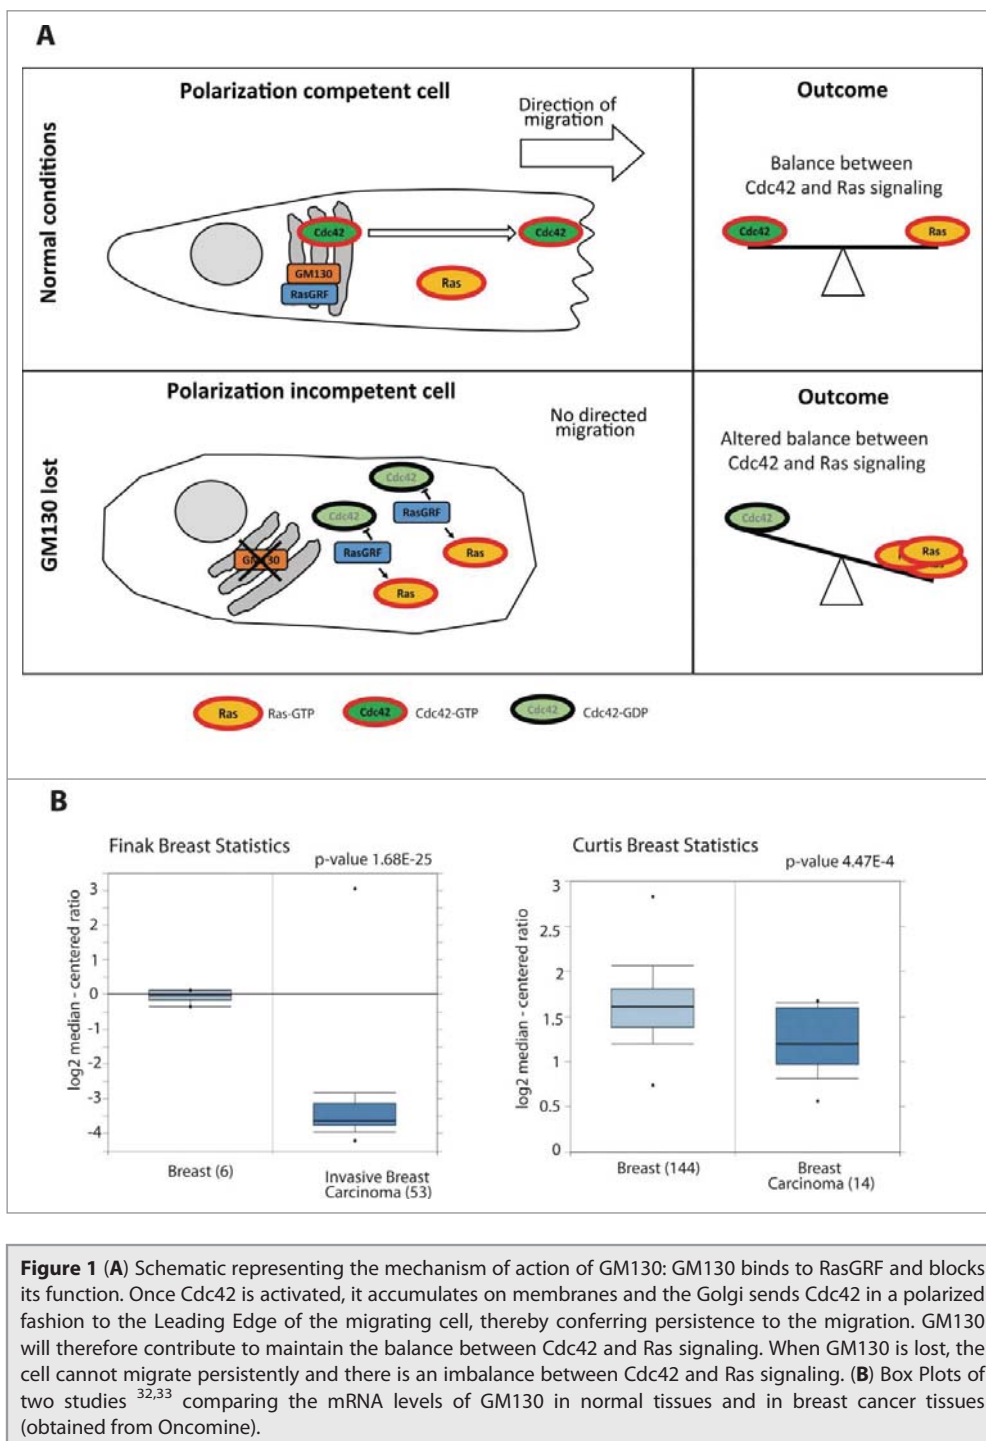 A
Polarization competent cell
Direction of
migration
Outcome
Normal conditions
Balance between
Cdc42 and Ras signaling
Cdc42
Cdc42
Cdc42
Ras
GM130
RasGRF
Ras
Polarization incompetent cell
No directed
migration
Outcome
GM130 lost
Altered balance between
Cdc42 and Ras signaling
Cdc42
Cdc42
RasGRF
Cdc42
GM130
RasGRF
Ras
Ras
Ras
Ras Ras-GTP Cdc42 Cdc42-GTP Cdc42 Cdc42-GDP
B
Finak Breast Statistics
p-value 1.68E-25
log2 median - centered ratio
3
2
1
0
-1
-2
-3
-4
Breast (6)
Invasive Breast
Carcinoma (53)
Curtis Breast Statistics
p-value 4.47E-4
log2 median - centered ratio
3
2.5
2
1.5
1
0.5
0
Breast (144)
Breast
Carcinoma (14)
Figure 1 (A) Schematic representing the mechanism of action of GM130: GM130 binds to RasGRF and blocks
its function. Once Cdc42 is activated, it accumulates on membranes and the Golgi sends Cdc42 in a polarized
fashion to the Leading Edge of the migrating cell, thereby conferring persistence to the migration. GM130
will therefore contribute to maintain the balance between Cdc42 and Ras signaling. When GM130 is lost, the
cell cannot migrate persistently and there is an imbalance between Cdc42 and Ras signaling. (B) Box Plots of
two studies 32,33 comparing the mRNA levels of GM130 in normal tissues and in breast cancer tissues
(obtained from Oncomine).